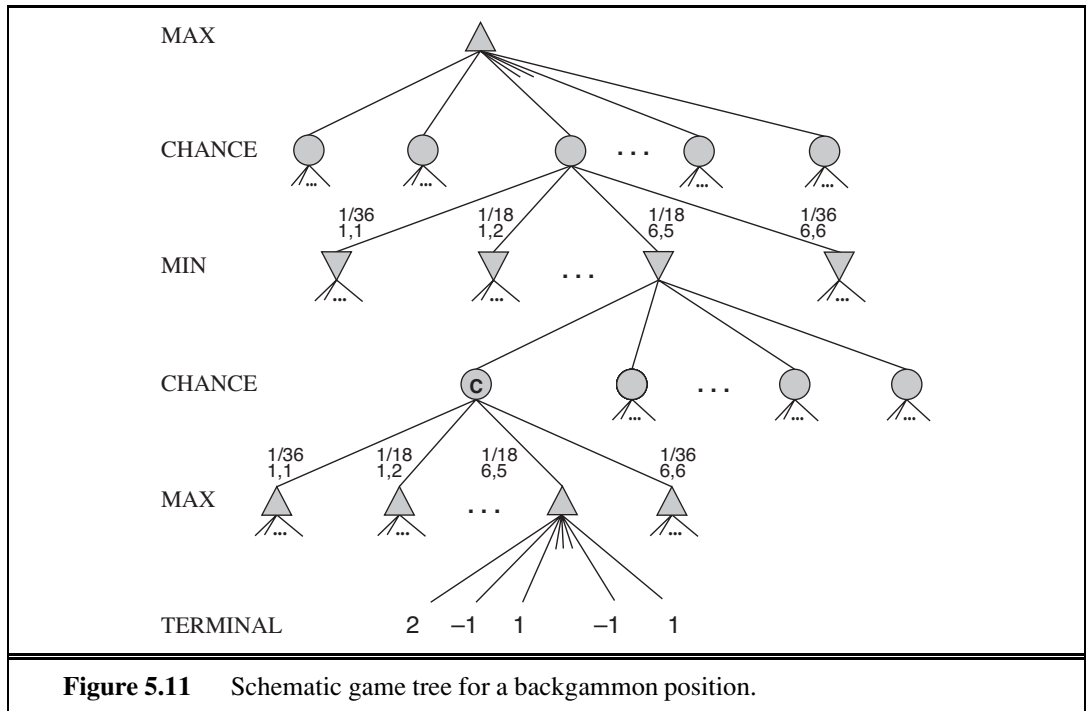 MAX
CHANCE
. . .
... ... ... ... ...
1/36 1/18 1/18 1/36
1,1 1,2 6,5 6,6
MIN
. . .
... ... ... ...
CHANCE C . . .
... ... ...
1/36 1/18 1/18 1/36
1,1 1,2 6,5 6,6
MAX
. . .
... ... ...
TERMINAL 2 –1 1 –1 1
Figure 5.11 Schematic game tree for a backgammon position.